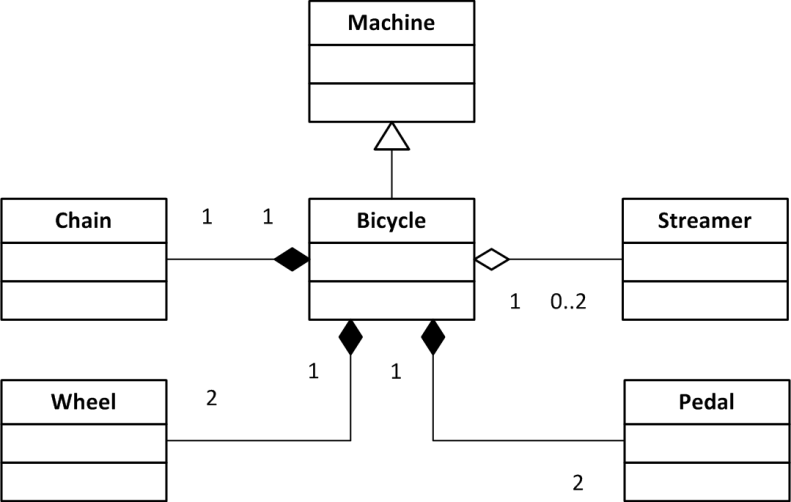 Machine
Chain
1 1
Bicycle
Streamer
1 0..2
Wheel
2
1
1
Pedal
2